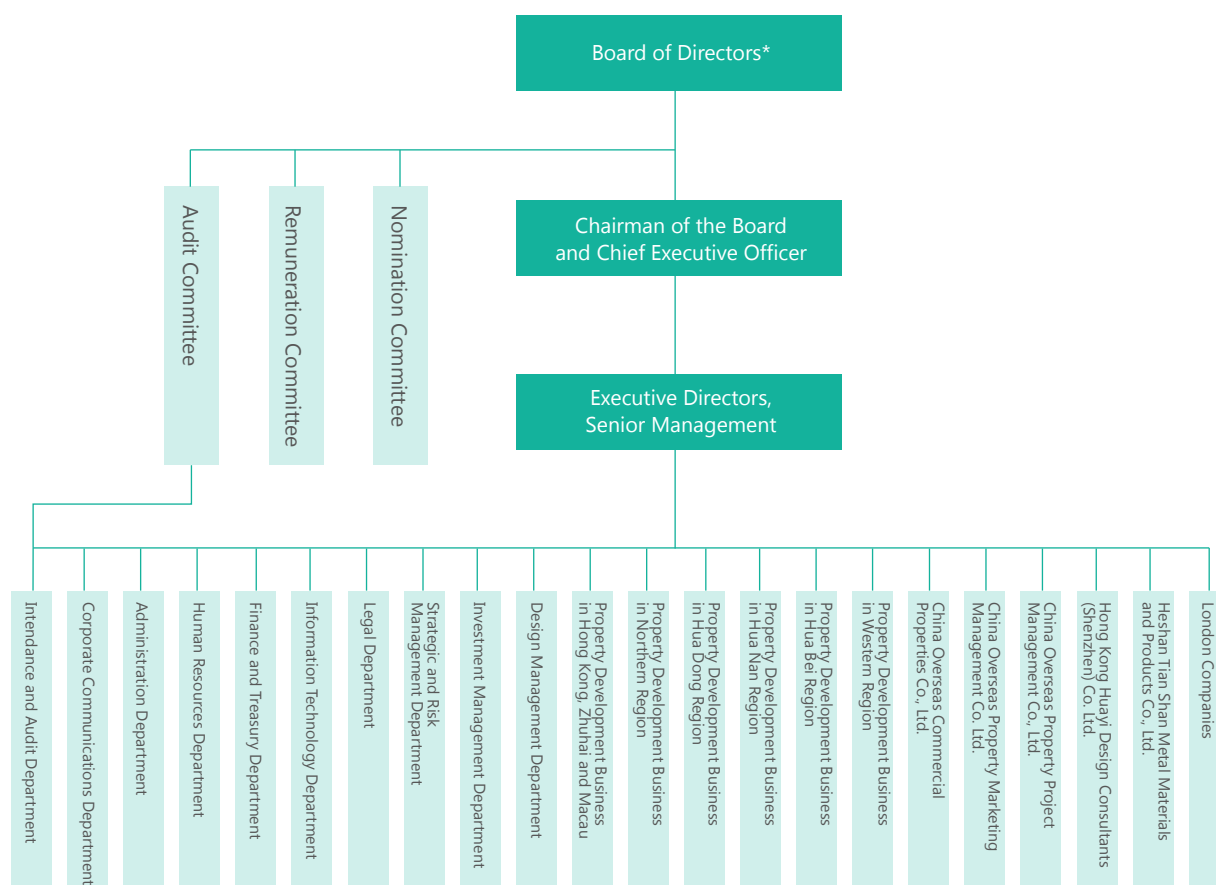 Board of Directors*
Audit Committee
Remuneration Committee
Nomination Committee
Chairman of the Board
and Chief Executive Officer
Executive Directors,
Senior Management
Intendance and Audit Department
Corporate Communications Department
Administration Department
Human Resources Department
Finance and Treasury Department
Information Technology Department
Legal Department
Strategic and Risk
Management Department
Investment Management Department
Design Management Department
Property Development Business
in Hong Kong, Zhuhai and Macau
Property Development Business
in Northern Region
Property Development Business
in Hua Dong Region
Property Development Business
in Hua Nan Region
Property Development Business
in Hua Bei Region
Property Development Business
in Western Region
China Overseas Commercial
Properties Co., Ltd.
China Overseas Property Marketing
Management Co. Ltd.
China Overseas Property Project
Management Co., Ltd.
Hong Kong Huayi Design Consultants
(Shenzhen) Co. Ltd.
Heshan Tian Shan Metal Materials
and Products Co., Ltd.
London Companies